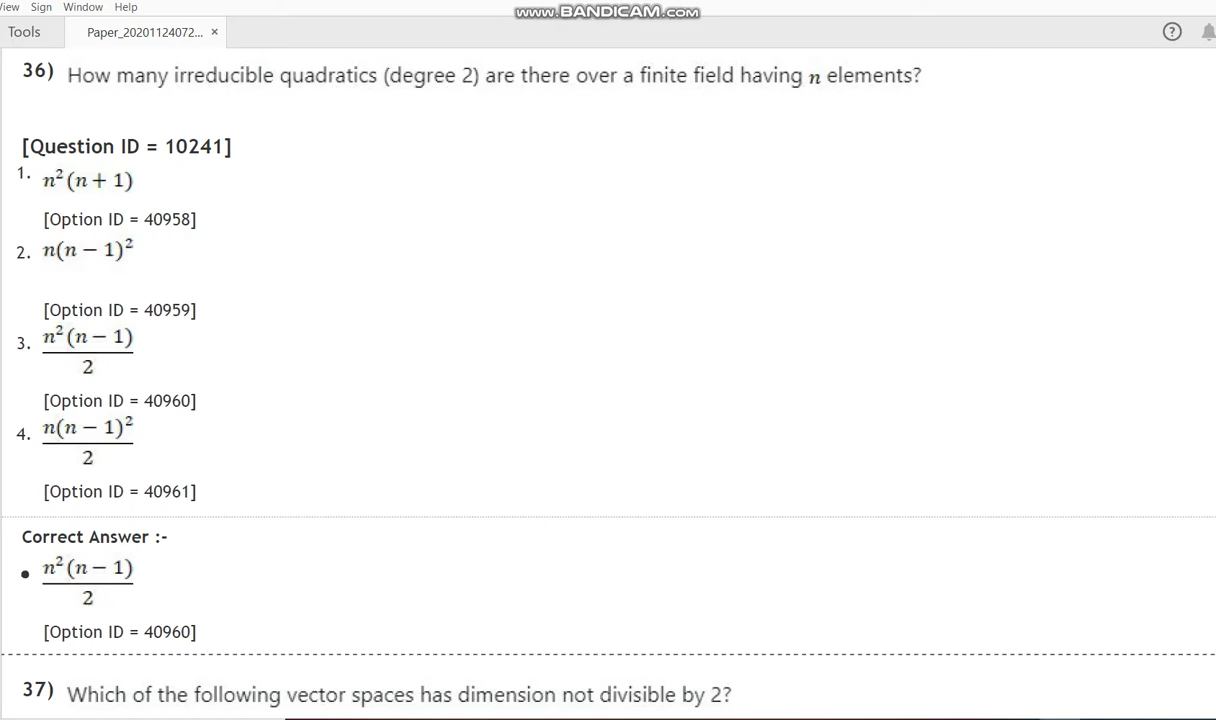 View Sign Window Help
www.BANDICAM.com
Tools Paper_20201124072... × ?
36) How many irreducible quadratics (degree 2) are there over a finite field having n elements?
[Question ID = 10241]
1. n²(n + 1)
[Option ID = 40958]
2. n(n − 1)²
[Option ID = 40959]
3. n²(n − 1)
2
[Option ID = 40960]
4. n(n − 1)²
2
[Option ID = 40961]
Correct Answer :-
• n²(n − 1)
2
[Option ID = 40960]
37) Which of the following vector spaces has dimension not divisible by 2?